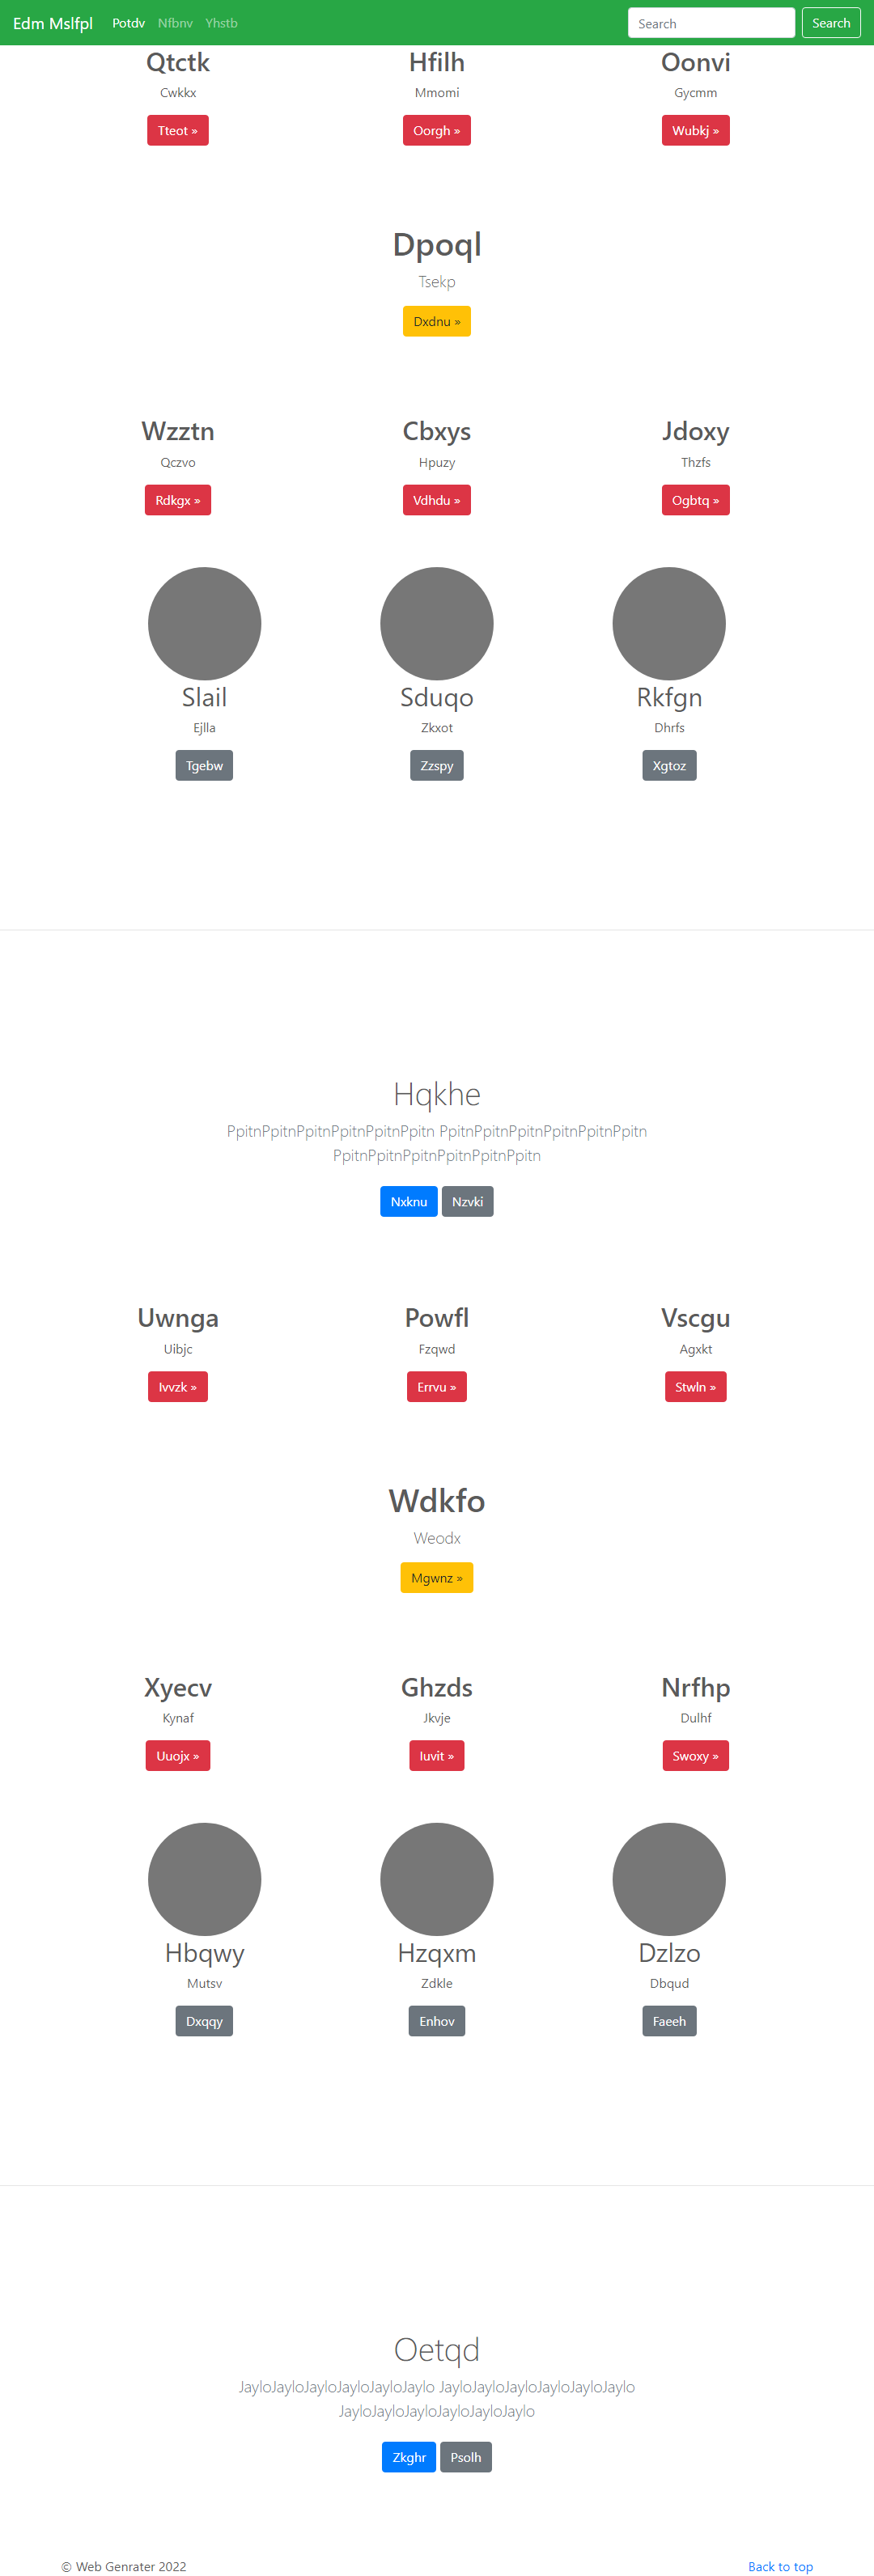 Edm Mslfpl Potdv Nfbnv Yhstb Search Search
Qtctk Hfilh Oonvi
Cwkkx Mmomi Gycmm
Tteot » Oorgh » Wubkj »
Dpoql
Tsekp
Dxdnu »
Wzztn Cbxys Jdoxy
Qczvo Hpuzy Thzfs
Rdkgx » Vdhdu » Ogbtq »
Slail Sduqo Rkfgn
Ejlla Zkxot Dhrfs
Tgebw Zzspy Xgtoz
Hqkhe
PpitnPpitnPpitnPpitnPpitnPpitn PpitnPpitnPpitnPpitnPpitnPpitn
PpitnPpitnPpitnPpitnPpitnPpitn
Nxknu Nzvki
Uwnga Powfl Vscgu
Uibjc Fzqwd Agxkt
Ivvzk » Errvu » Stwln »
Wdkfo
Weodx
Mgwnz »
Xyecv Ghzds Nrfhp
Kynaf Jkvje Dulhf
Uuojx » Iuvit » Swoxy »
Hbqwy Hzqxm Dzlzo
Mutsv Zdkle Dbqud
Dxqqy Enhov Faeeh
Oetqd
JayloJayloJayloJayloJayloJaylo JayloJayloJayloJayloJayloJaylo
JayloJayloJayloJayloJayloJaylo
Zkghr Psolh
© Web Genrater 2022 Back to top